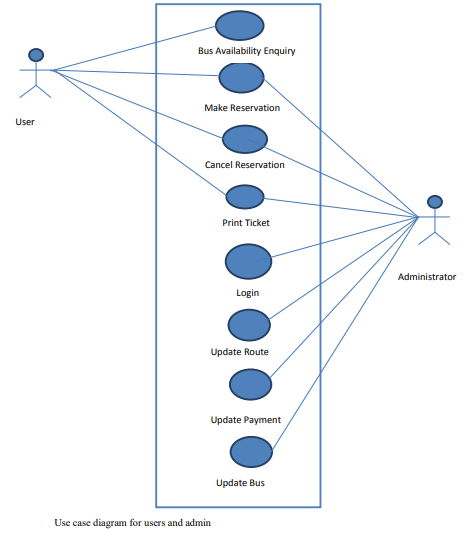 Bus Availability Enquiry
Make Reservation
User
Cancel Reservation
Print Ticket
Administrator
Login
Update Route
Update Payment
Update Bus
Use case diagram for users and admin